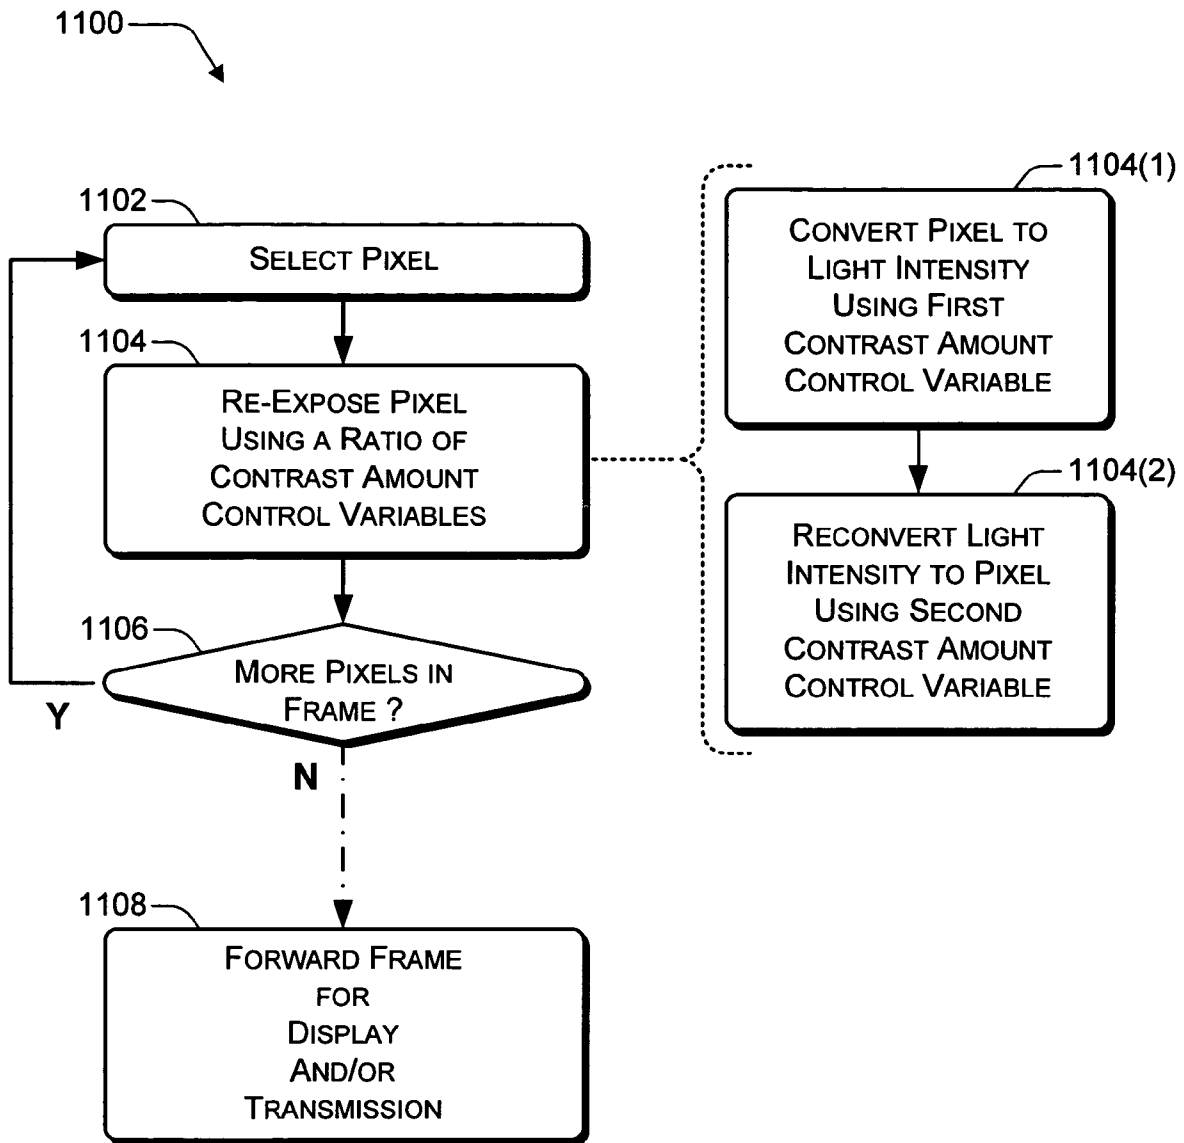 1100
1102
SELECT PIXEL
1104
RE-EXPOSE PIXEL
USING A RATIO OF
CONTRAST AMOUNT
CONTROL VARIABLES
1104(1)
CONVERT PIXEL TO
LIGHT INTENSITY
USING FIRST
CONTRAST AMOUNT
CONTROL VARIABLE
1104(2)
RECONVERT LIGHT
INTENSITY TO PIXEL
USING SECOND
CONTRAST AMOUNT
CONTROL VARIABLE
1106
MORE PIXELS IN
FRAME ?
Y
N
1108
FORWARD FRAME
FOR
DISPLAY
AND/OR
TRANSMISSION